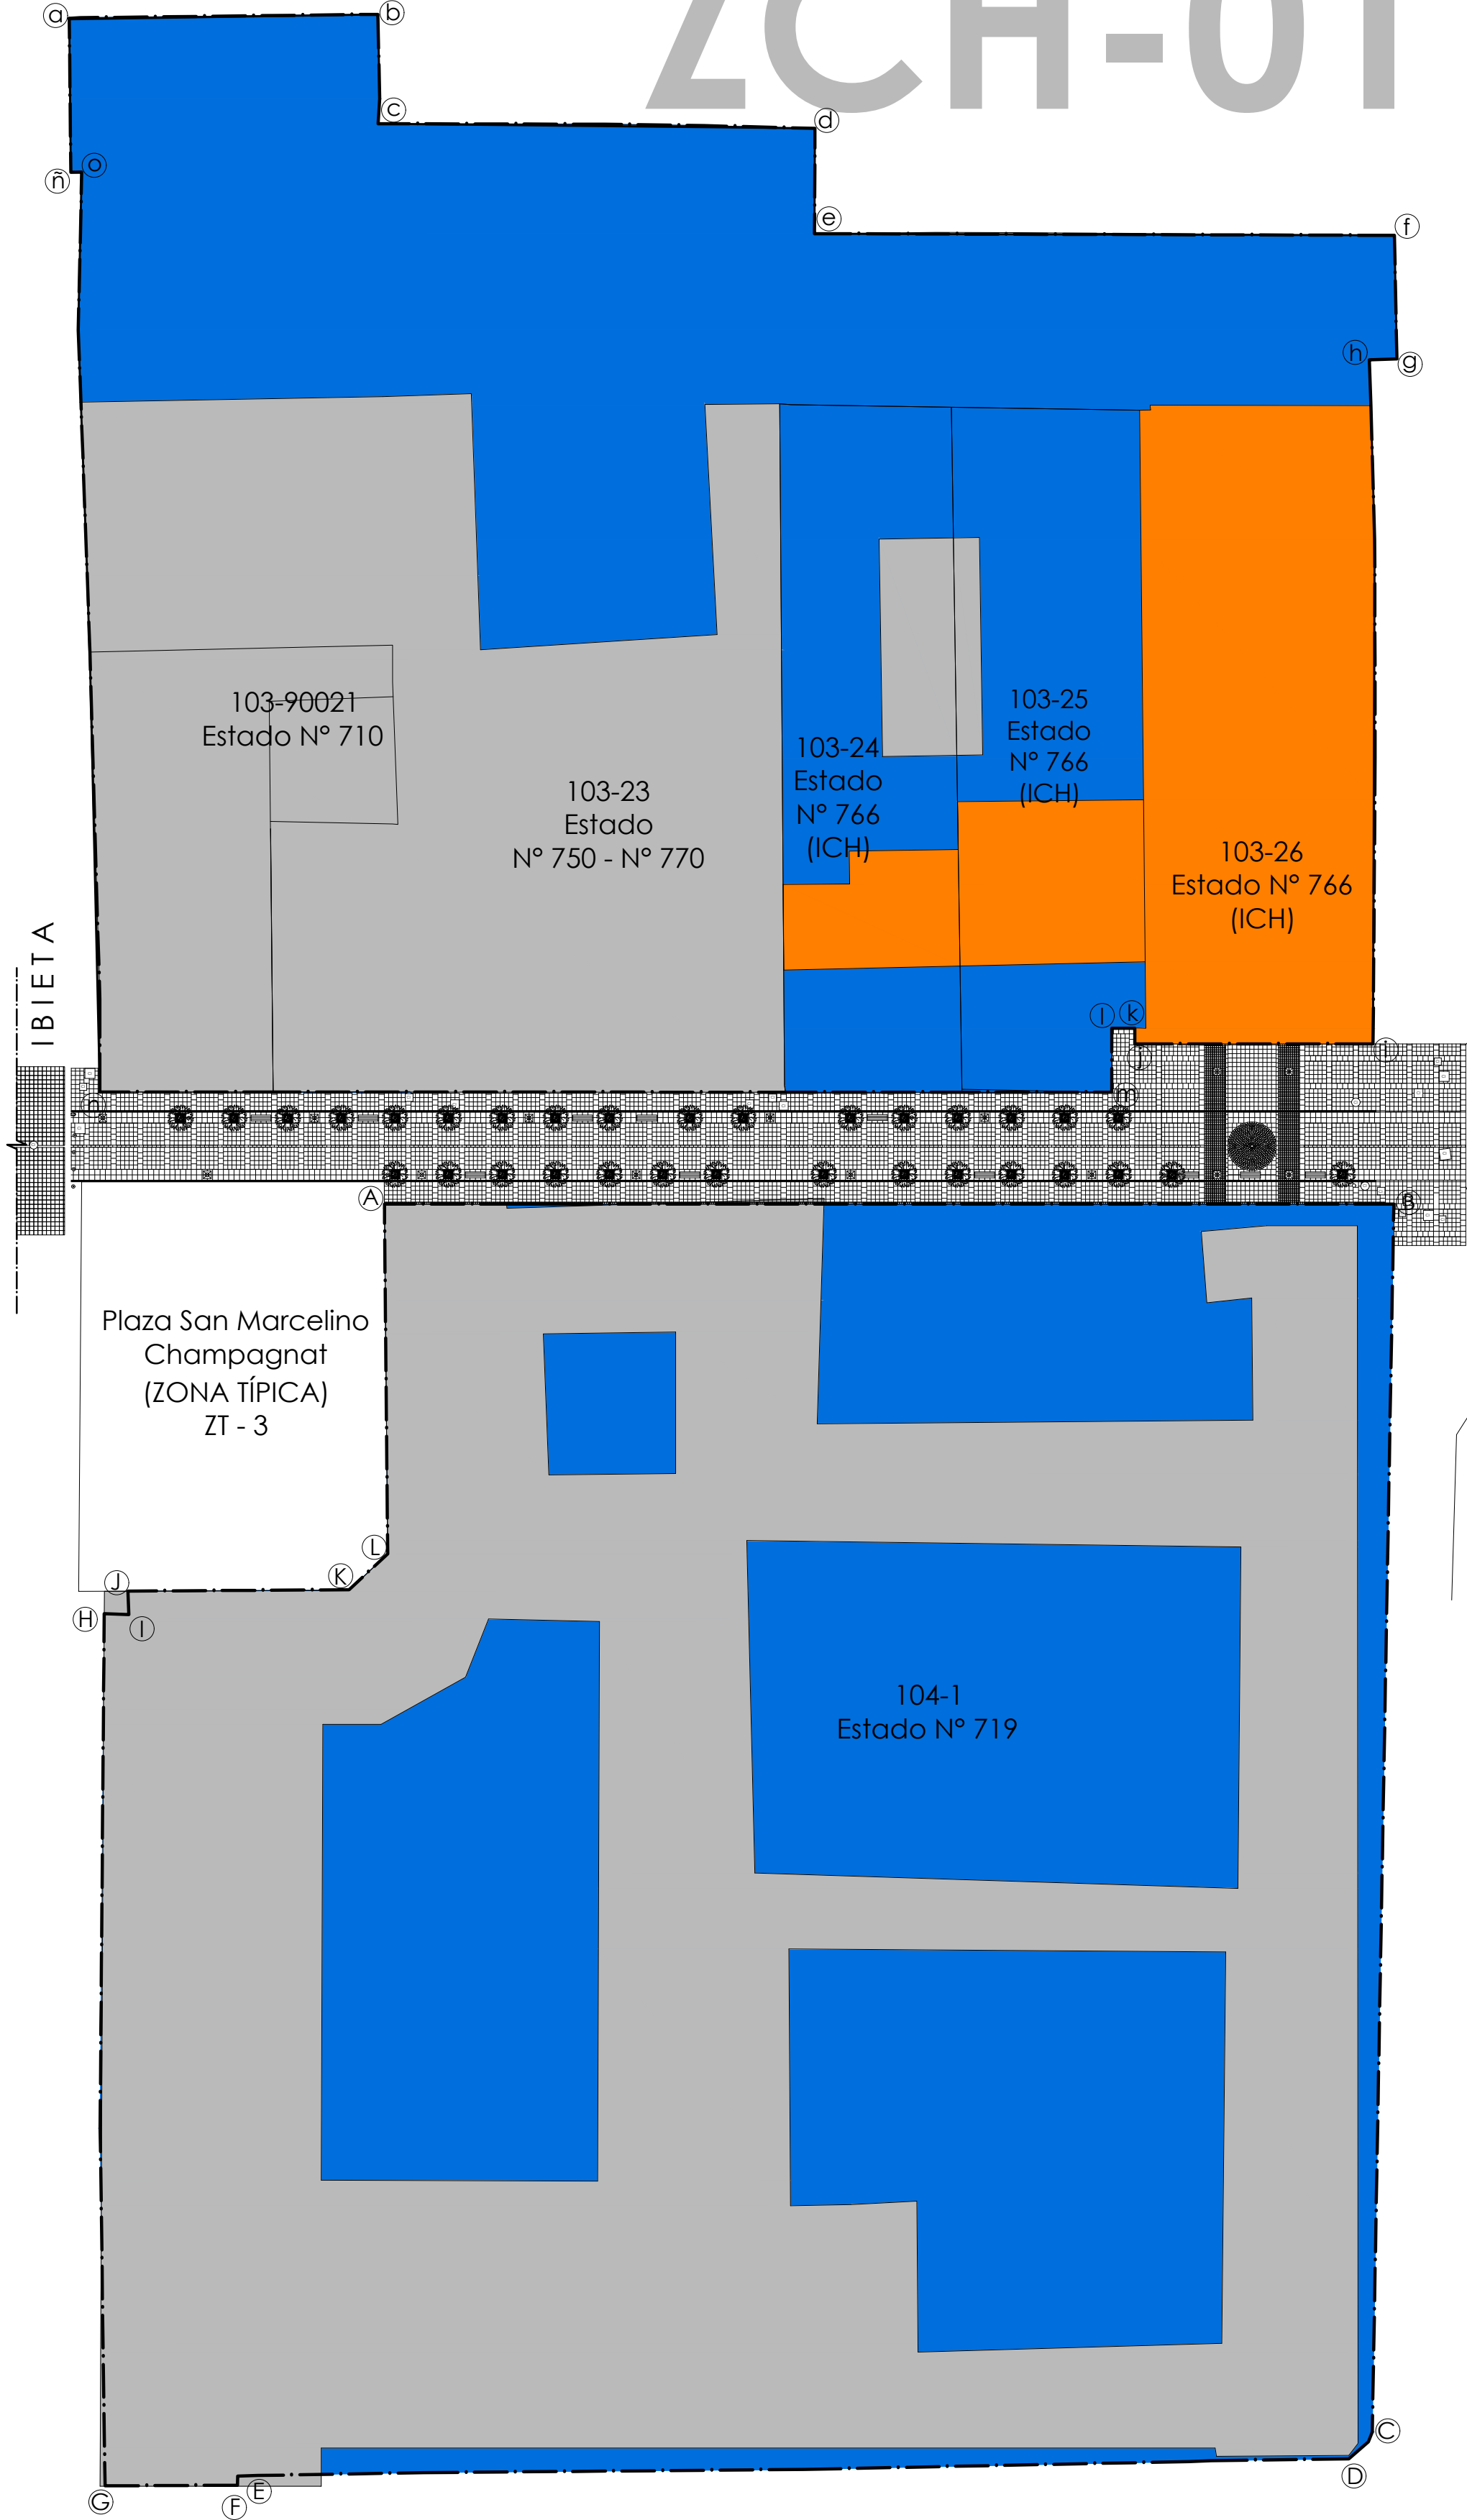 ZCH-01
a
b
c
d
ñ
o
e
f
h
g
103-90021
Estado N° 710
103-23
Estado
N° 750 - N° 770
103-24
Estado
N° 766
(ICH)
103-25
Estado
N° 766
(ICH)
103-26
Estado N° 766
(ICH)
IBIETA
l
k
j
i
n
m
A
B
Plaza San Marcelino
Champagnat
(ZONA TÍPICA)
ZT - 3
L
K
J
H
I
104-1
Estado N° 719
C
D
E
F
G